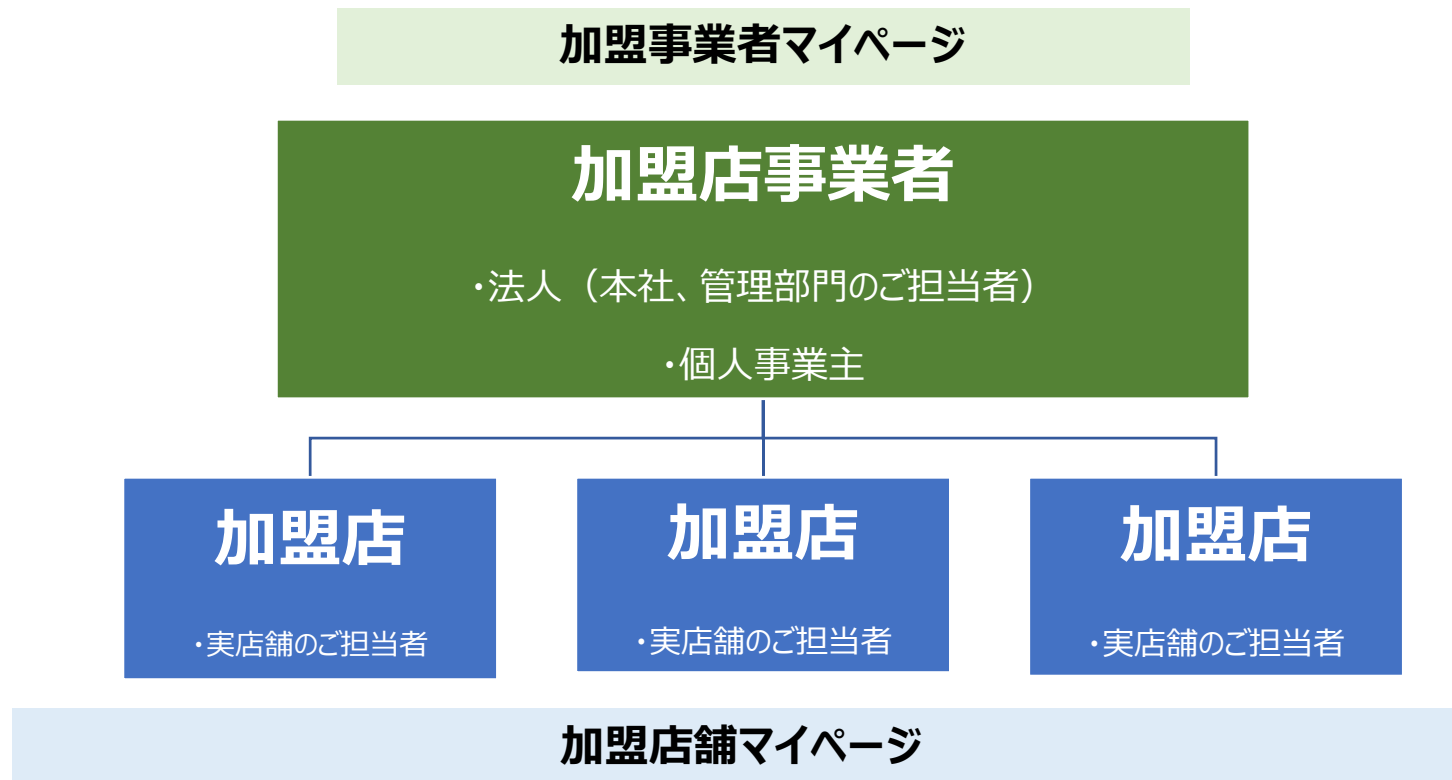 加盟事業者マイページ
加盟店事業者
・法人（本社、管理部門のご担当者）
・個人事業主
加盟店
・実店舗のご担当者
加盟店
・実店舗のご担当者
加盟店
・実店舗のご担当者
加盟店舗マイページ